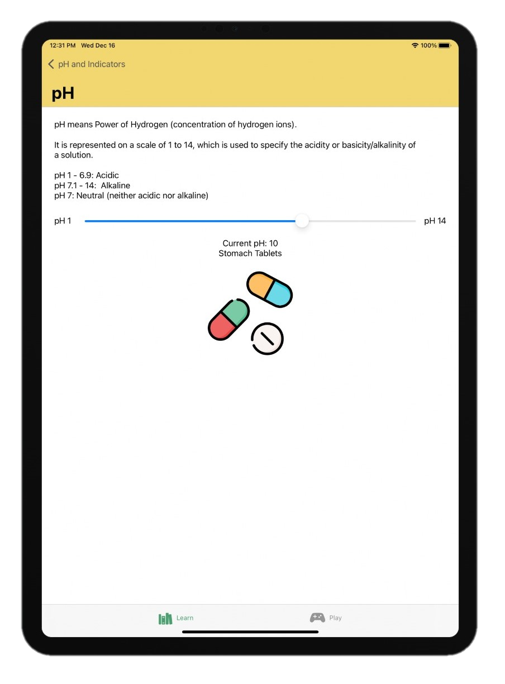 12:31 PM Wed Dec 16
100%
pH and Indicators
pH
pH means Power of Hydrogen (concentration of hydrogen ions).
It is represented on a scale of 1 to 14, which is used to specify the acidity or basicity/alkalinity of
a solution.
pH 1 - 6.9: Acidic
pH 7.1 - 14: Alkaline
pH 7: Neutral (neither acidic nor alkaline)
pH 1
pH 14
Current pH: 10
Stomach Tablets
Learn
Play